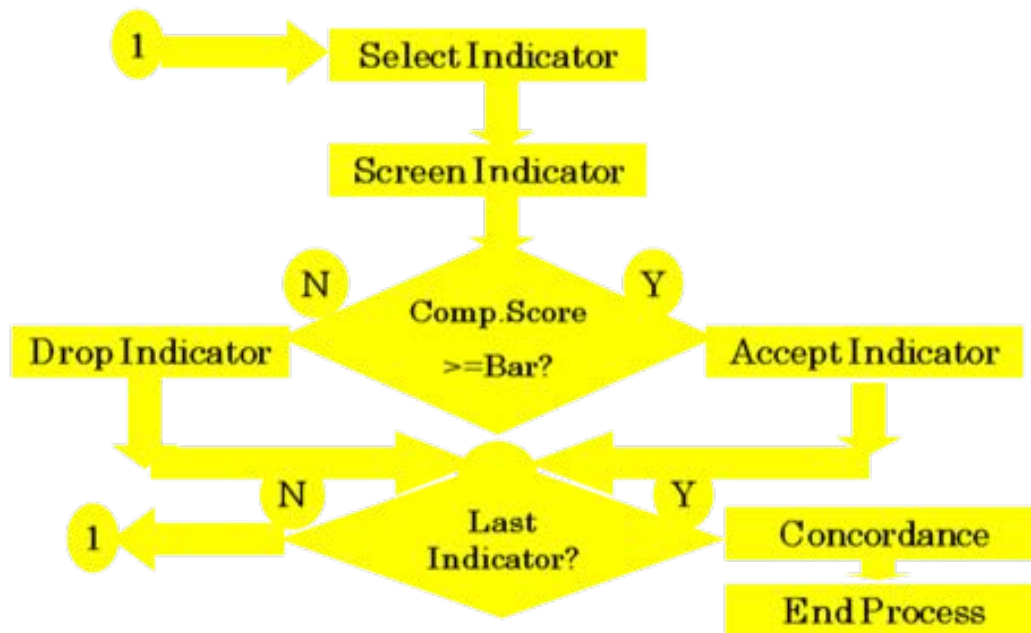 1
Select Indicator
Screen Indicator
N
Y
Comp.Score
>=Bar?
Drop Indicator
Accept Indicator
N
Y
1
Last
Indicator?
Concordance
End Process